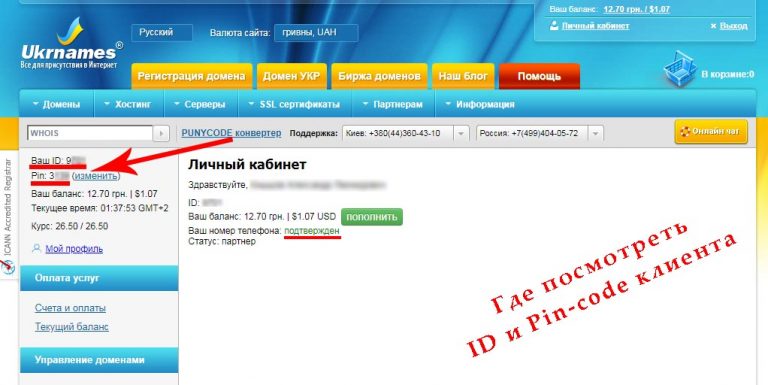 Ваш баланс: 12.70 грн. / $1.07
Личный кабинет
Выход
Ukrnames®
Все для присутствия в Интернет
Русский
Валюта сайта:
гривны, UAH
Регистрация домена
Домен УКР
Биржа доменов
Наш блог
Помощь
В корзине:0
Домены
Хостинг
Серверы
SSL сертификаты
Партнерам
Информация
WHOIS
PUNYCODE конвертер
Поддержка:
Киев: +380(44)360-43-10
Россия: +7(499)404-05-72
Онлайн чат
ICANN Accredited Registrar
Ваш ID: 9
Pin: 3 (изменить)
Ваш баланс: 12.70 грн. | $1.07
Текущее время: 01:37:53 GMT+2
Курс: 26.50 / 26.50
Мой профиль
Оплата услуг
Счета и оплаты
Текущий баланс
Управление доменами
Личный кабинет
Здравствуйте,
ID:
Ваш баланс: 12.70 грн. | $1.07 USD пополнить
Ваш номер телефона: подтвержден
Статус: партнер
Где посмотреть
ID и Pin-code клиента